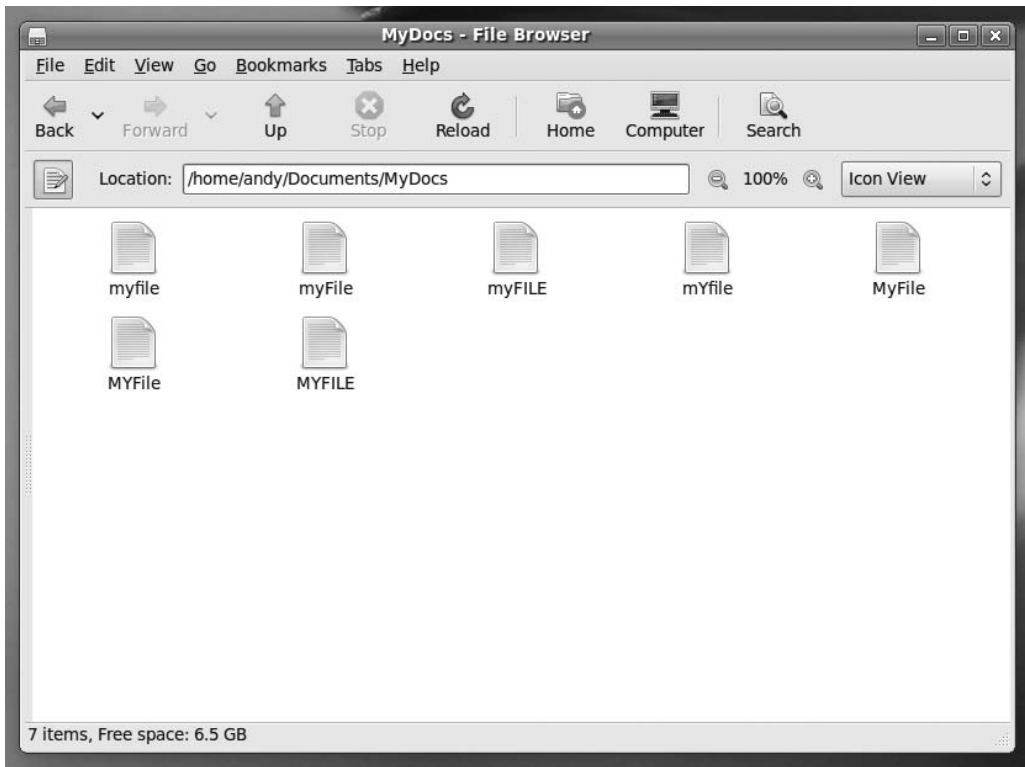 MyDocs - File Browser
File Edit View Go Bookmarks Tabs Help
Back Forward Up Stop Reload Home Computer Search
Location: /home/andy/Documents/MyDocs 100% Icon View
myfile myFile myFILE mYfile MyFile
MYFile MYFILE
7 items, Free space: 6.5 GB